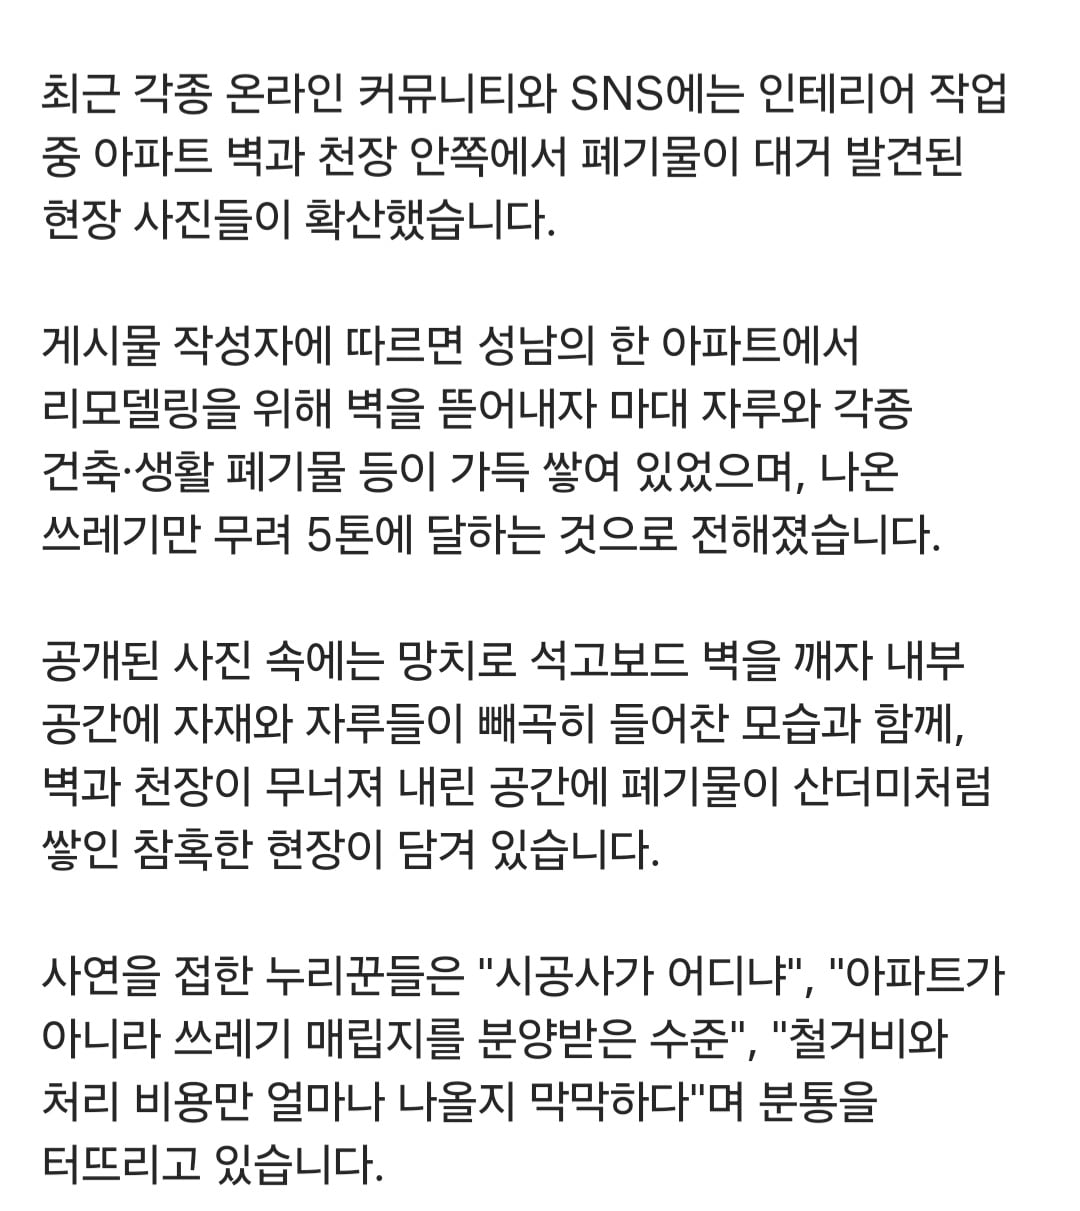 최근 각종 온라인 커뮤니티와 SNS에는 인테리어 작업
중 아파트 벽과 천장 안쪽에서 폐기물이 대거 발견된
현장 사진들이 확산했습니다.
게시물 작성자에 따르면 성남의 한 아파트에서
리모델링을 위해 벽을 뜯어내자 마대 자루와 각종
건축·생활 폐기물 등이 가득 쌓여 있었으며, 나온
쓰레기만 무려 5톤에 달하는 것으로 전해졌습니다.
공개된 사진 속에는 망치로 석고보드 벽을 깨자 내부
공간에 자재와 자루들이 빼곡히 들어찬 모습과 함께,
벽과 천장이 무너져 내린 공간에 폐기물이 산더미처럼
쌓인 참혹한 현장이 담겨 있습니다.
사연을 접한 누리꾼들은 "시공사가 어디냐", "아파트가
아니라 쓰레기 매립지를 분양받은 수준", "철거비와
처리 비용만 얼마나 나올지 막막하다"며 분통을
터뜨리고 있습니다.